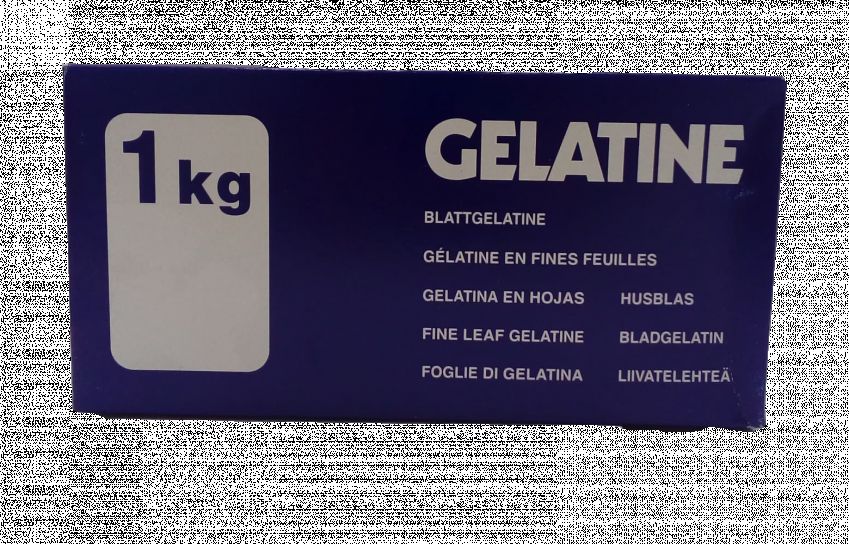 1 kg
GELATINE
BLATTGELATINE
GÉLATINE EN FINES FEUILLES
GELATINA EN HOJAS HUSBLAS
FINE LEAF GELATINE BLADGELATIN
FOGLIE DI GELATINA LIIVATELEHTEÄ